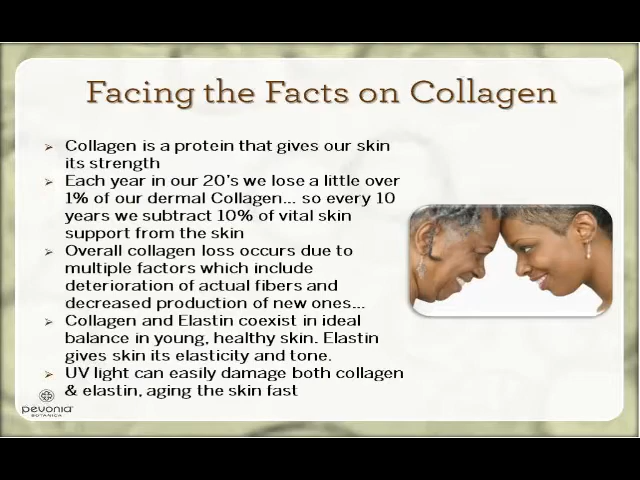 Facing the Facts on Collagen
Collagen is a protein that gives our skin
its strength
Each year in our 20's we lose a little over
1% of our dermal Collagen... so every 10
years we subtract 10% of vital skin
support from the skin
Overall collagen loss occurs due to
multiple factors which include
deterioration of actual fibers and
decreased production of new ones...
Collagen and Elastin coexist in ideal
balance in young, healthy skin. Elastin
gives skin its elasticity and tone.
UV light can easily damage both collagen
& elastin, aging the skin fast
pevonia
BOTANICA